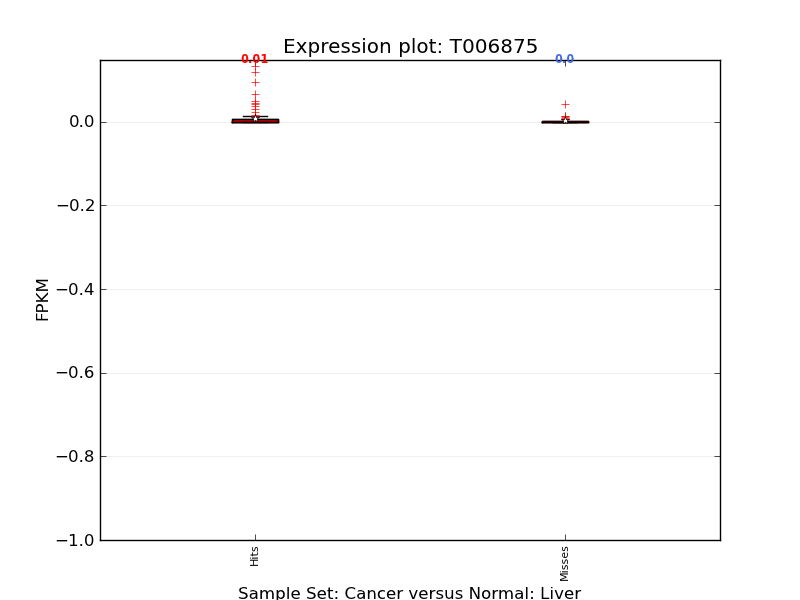 Expression plot: T006875
0.01
0.0
0.0
−0.2
−0.4
−0.6
−0.8
−1.0
FPKM
Hits
Misses
Sample Set: Cancer versus Normal: Liver